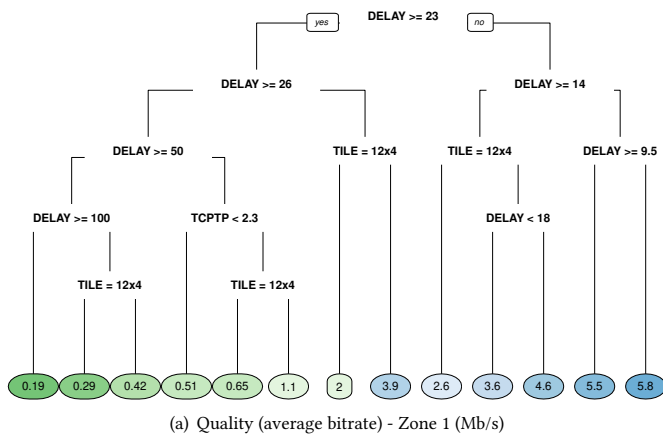 DELAY >= 23
yes
no
DELAY >= 26
DELAY >= 14
DELAY >= 50
TILE = 12x4
TILE = 12x4
DELAY >= 9.5
DELAY >= 100
TCPTP < 2.3
DELAY < 18
TILE = 12x4
TILE = 12x4
0.19
0.29
0.42
0.51
0.65
1.1
2
3.9
2.6
3.6
4.6
5.5
5.8
(a) Quality (average bitrate) - Zone 1 (Mb/s)